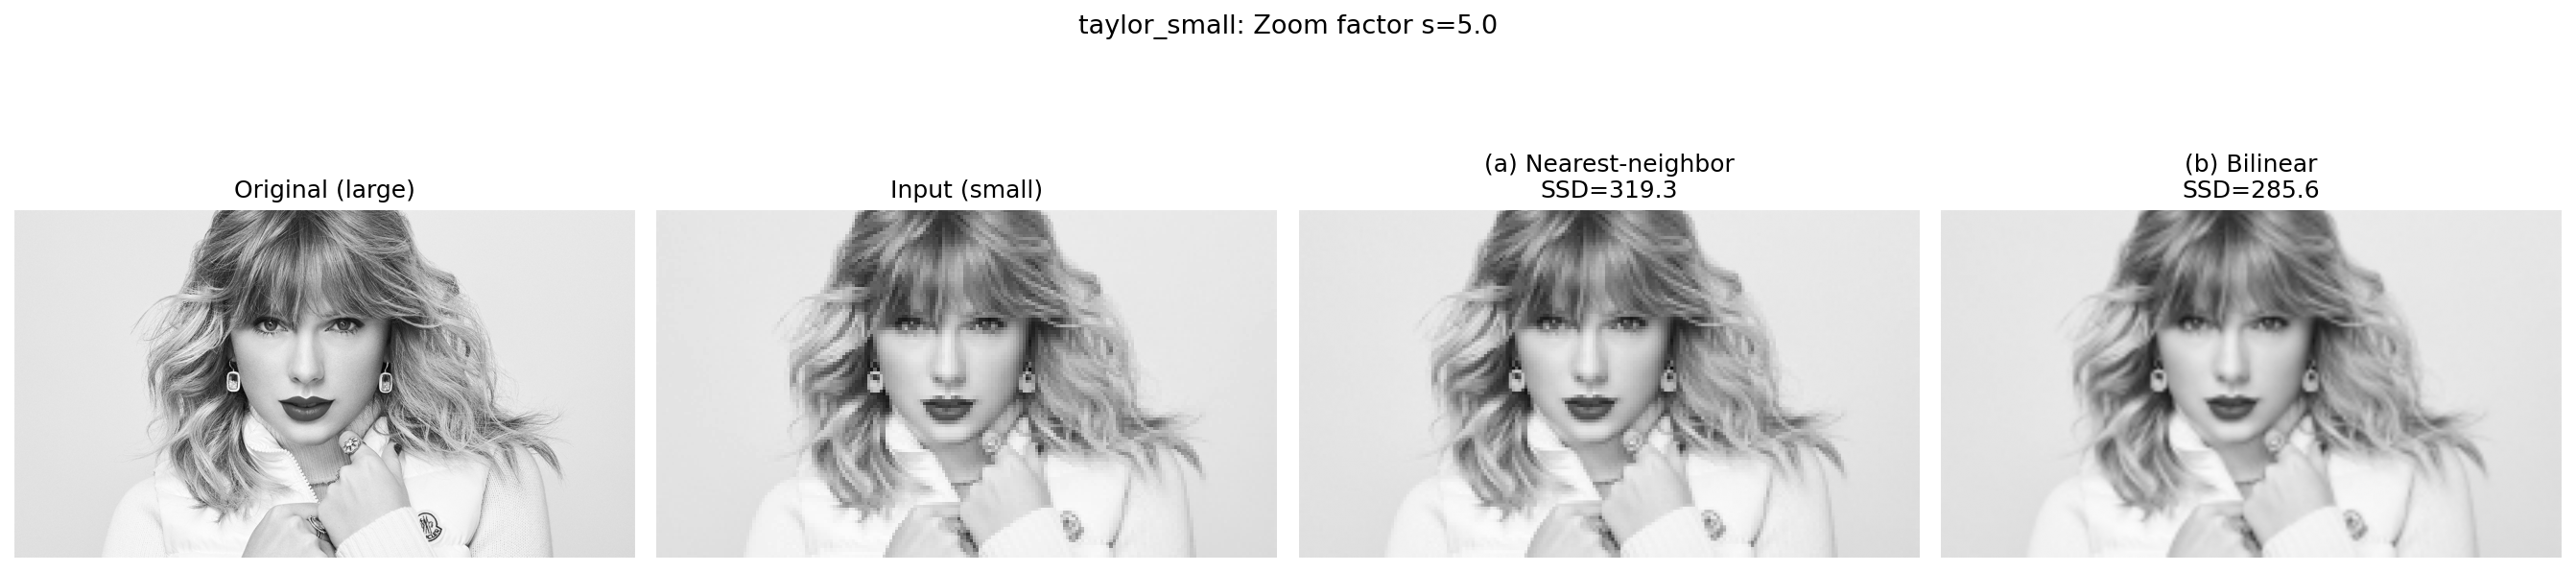 taylor_small: Zoom factor s=5.0
Original (large)
Input (small)
(a) Nearest-neighbor
SSD=319.3
(b) Bilinear
SSD=285.6